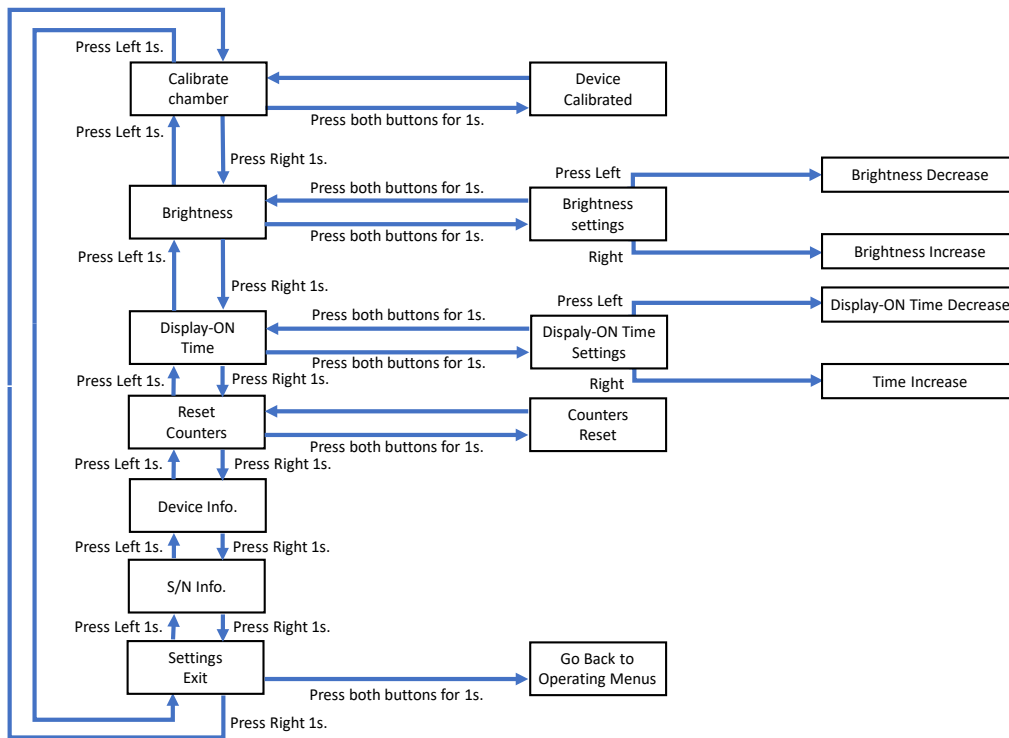 Press Left 1s.
Calibrate
chamber
Device
Calibrated
Press both buttons for 1s.
Press Left 1s.
Press Right 1s.
Press Left
Brightness Decrease
Press both buttons for 1s.
Brightness
Brightness
settings
Press both buttons for 1s.
Right
Brightness Increase
Press Left 1s.
Press Right 1s.
Press Left
Display-ON Time Decrease
Press both buttons for 1s.
Display-ON
Time
Dispaly-ON Time
Settings
Press both buttons for 1s.
Press Left 1s.
Press Right 1s.
Right
Time Increase
Reset
Counters
Counters
Reset
Press both buttons for 1s.
Press Left 1s.
Press Right 1s.
Device Info.
Press Left 1s.
Press Right 1s.
S/N Info.
Press Left 1s.
Press Right 1s.
Settings
Exit
Go Back to
Operating Menus
Press both buttons for 1s.
Press Right 1s.